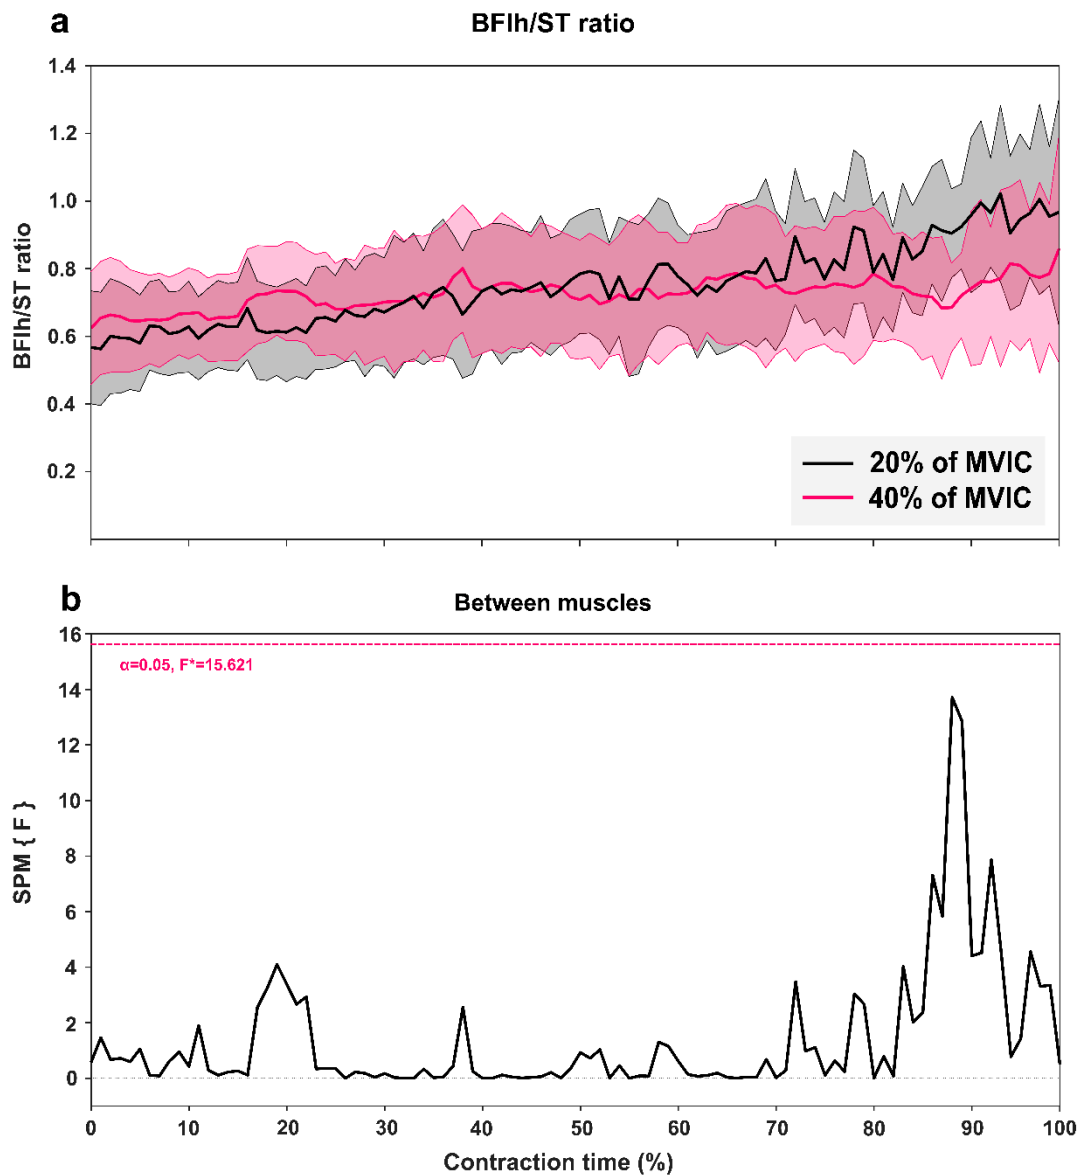 a
BFlh/ST ratio
1.4
1.2
1.0
0.8
0.6
0.4
0.2
BFlh/ST ratio
20% of MVIC
40% of MVIC
b
Between muscles
16
14
12
10
8
6
4
2
0
SPM { F }
α=0.05, F*=15.621
0 10 20 30 40 50 60 70 80 90 100
Contraction time (%)